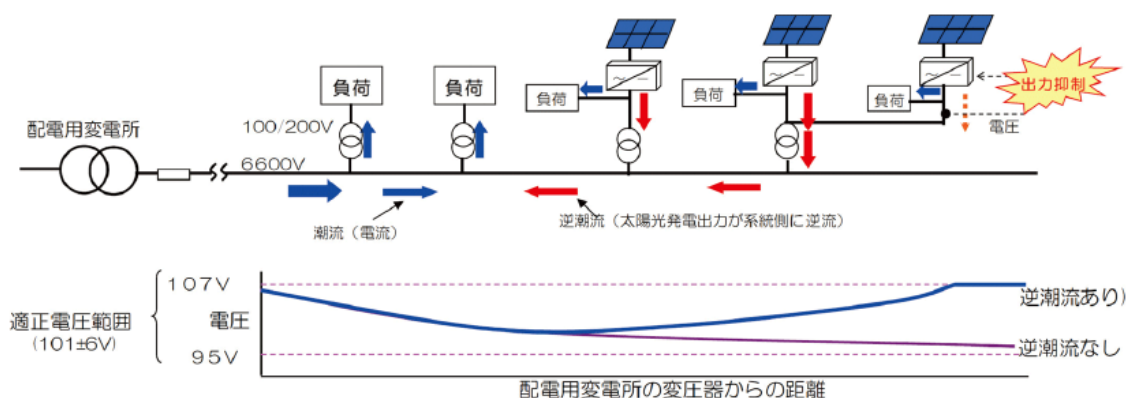 配電用変電所
負荷
負荷
負荷
負荷
負荷
出力抑制
電圧
100/200V
6600V
潮流(電流)
逆潮流(太陽光発電出力が系統側に逆流)
適正電圧範囲
(101±6V)
107V
電圧
95V
逆潮流あり)
逆潮流なし
配電用変電所の変圧器からの距離